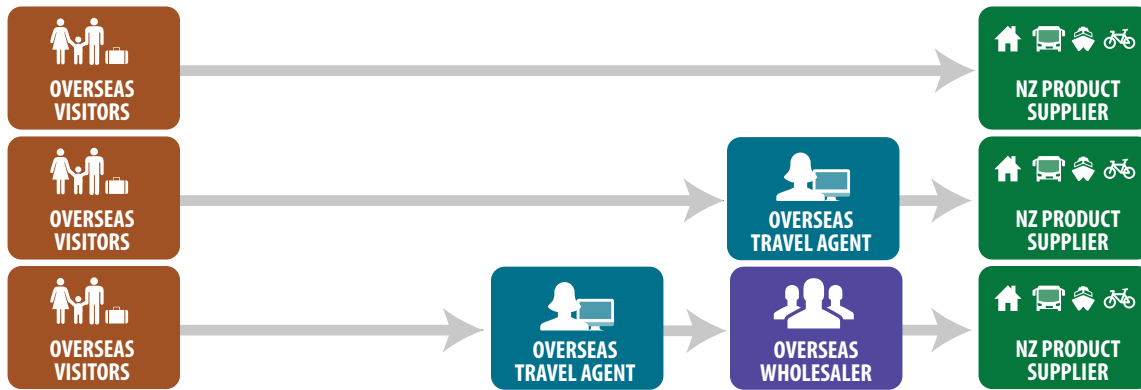 OVERSEAS
VISITORS
NZ PRODUCT
SUPPLIER
OVERSEAS
VISITORS
OVERSEAS
TRAVEL AGENT
NZ PRODUCT
SUPPLIER
OVERSEAS
VISITORS
OVERSEAS
TRAVEL AGENT
OVERSEAS
WHOLESALER
NZ PRODUCT
SUPPLIER